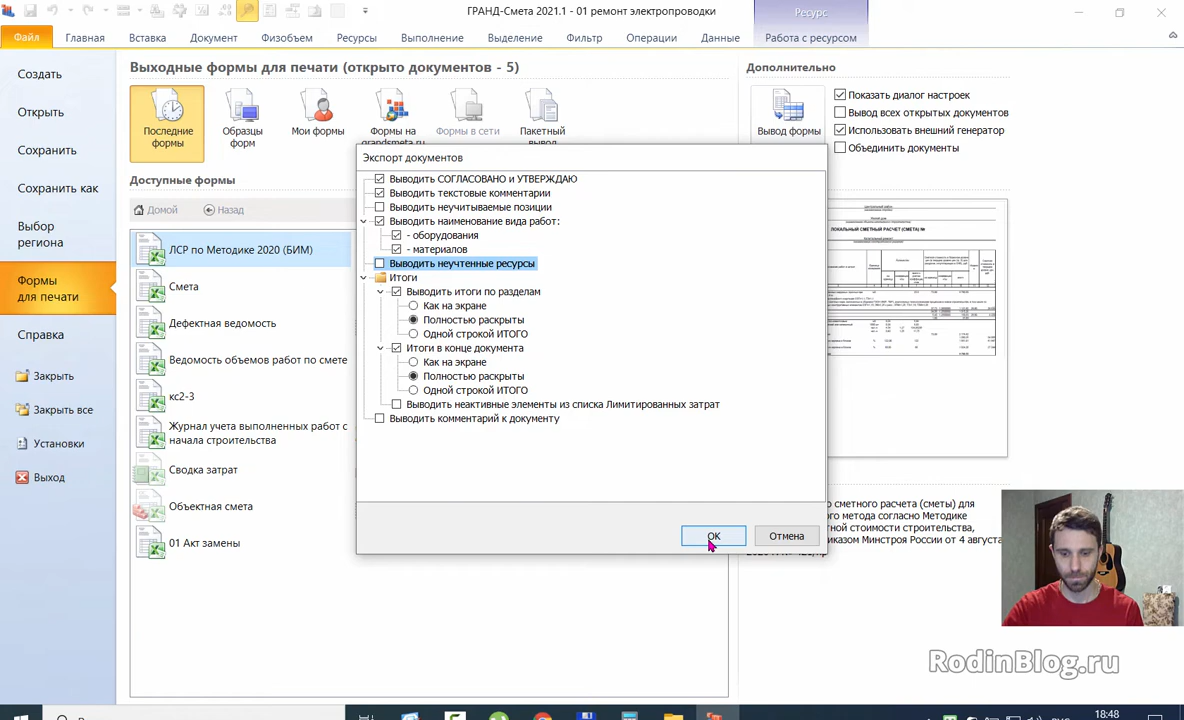 ГРАНД-Смета 2021.1 - 01 ремонт электропроводки
Ресурс
Файл
Главная
Вставка
Документ
Физобъем
Ресурсы
Выполнение
Выделение
Фильтр
Операции
Данные
Работа с ресурсом
Создать
Открыть
Сохранить
Сохранить как
Выбор
региона
Формы
для печати
Справка
Закрыть
Закрыть все
Установки
Выход
Выходные формы для печати (открыто документов - 5)
Последние
формы
Образцы
форм
Мои формы
Формы на
grandsmeta.ru
Формы в сети
Пакетный
вывод
Доступные формы
Домой
Назад
ЛСР по Методике 2020 (БИМ)
Смета
Дефектная ведомость
Ведомость объемов работ по смете
кс2-3
Журнал учета выполненных работ с
начала строительства
Сводка затрат
Объектная смета
01 Акт замены
Экспорт документов
Выводить СОГЛАСОВАНО и УТВЕРЖДАЮ
Выводить текстовые комментарии
Выводить неучитываемые позиции
Выводить наименование вида работ:
- оборудования
- материалов
Выводить неучтенные ресурсы
Итоги
Выводить итоги по разделам
Как на экране
Полностью раскрыты
Одной строкой ИТОГО
Итоги в конце документа
Как на экране
Полностью раскрыты
Одной строкой ИТОГО
Выводить неактивные элементы из списка Лимитированных затрат
Выводить комментарий к документу
OK
Отмена
Дополнительно
Вывод формы
Показать диалог настроек
Вывод всех открытых документов
Использовать внешний генератор
Объединить документы
ЛОКАЛЬНЫЙ СМЕТНЫЙ РАСЧЕТ (СМЕТА) №
о сметного расчета (сметы) для
ного метода согласно Методике
тной стоимости строительства,
иказом Минстроя России от 4 августа
RodinBlog.ru
18:48